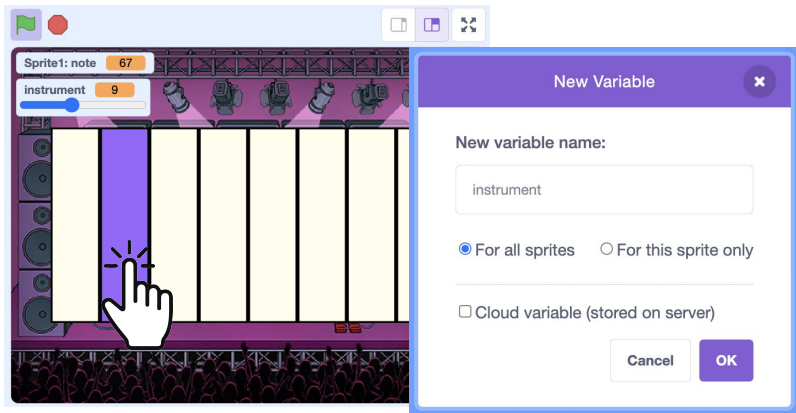 Sprite1: note 67
instrument 9
New Variable
New variable name:
instrument
For all sprites For this sprite only
Cloud variable (stored on server)
Cancel OK